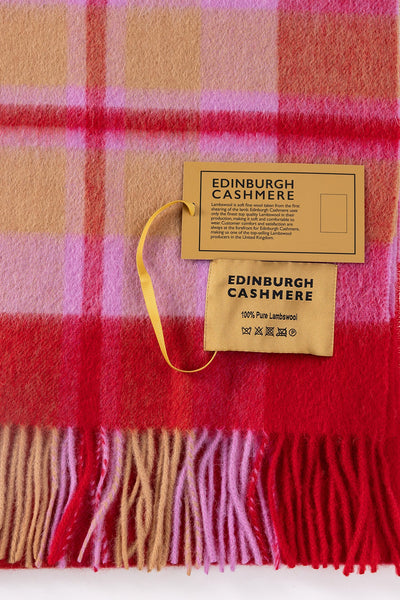 EDINBURGH
CASHMERE
Lambswool is soft fine wool taken from the first
shearing of the lamb. Edinburgh Cashmere uses
only the finest top quality Lambswool in their
production, making it soft and comfortable to
wear. Customer comfort and satisfaction are
always at the forefront for Edinburgh Cashmere,
making us one of the top-selling Lambswool
producers in the United Kingdom.
EDINBURGH
CASHMERE
100% Pure Lambswool